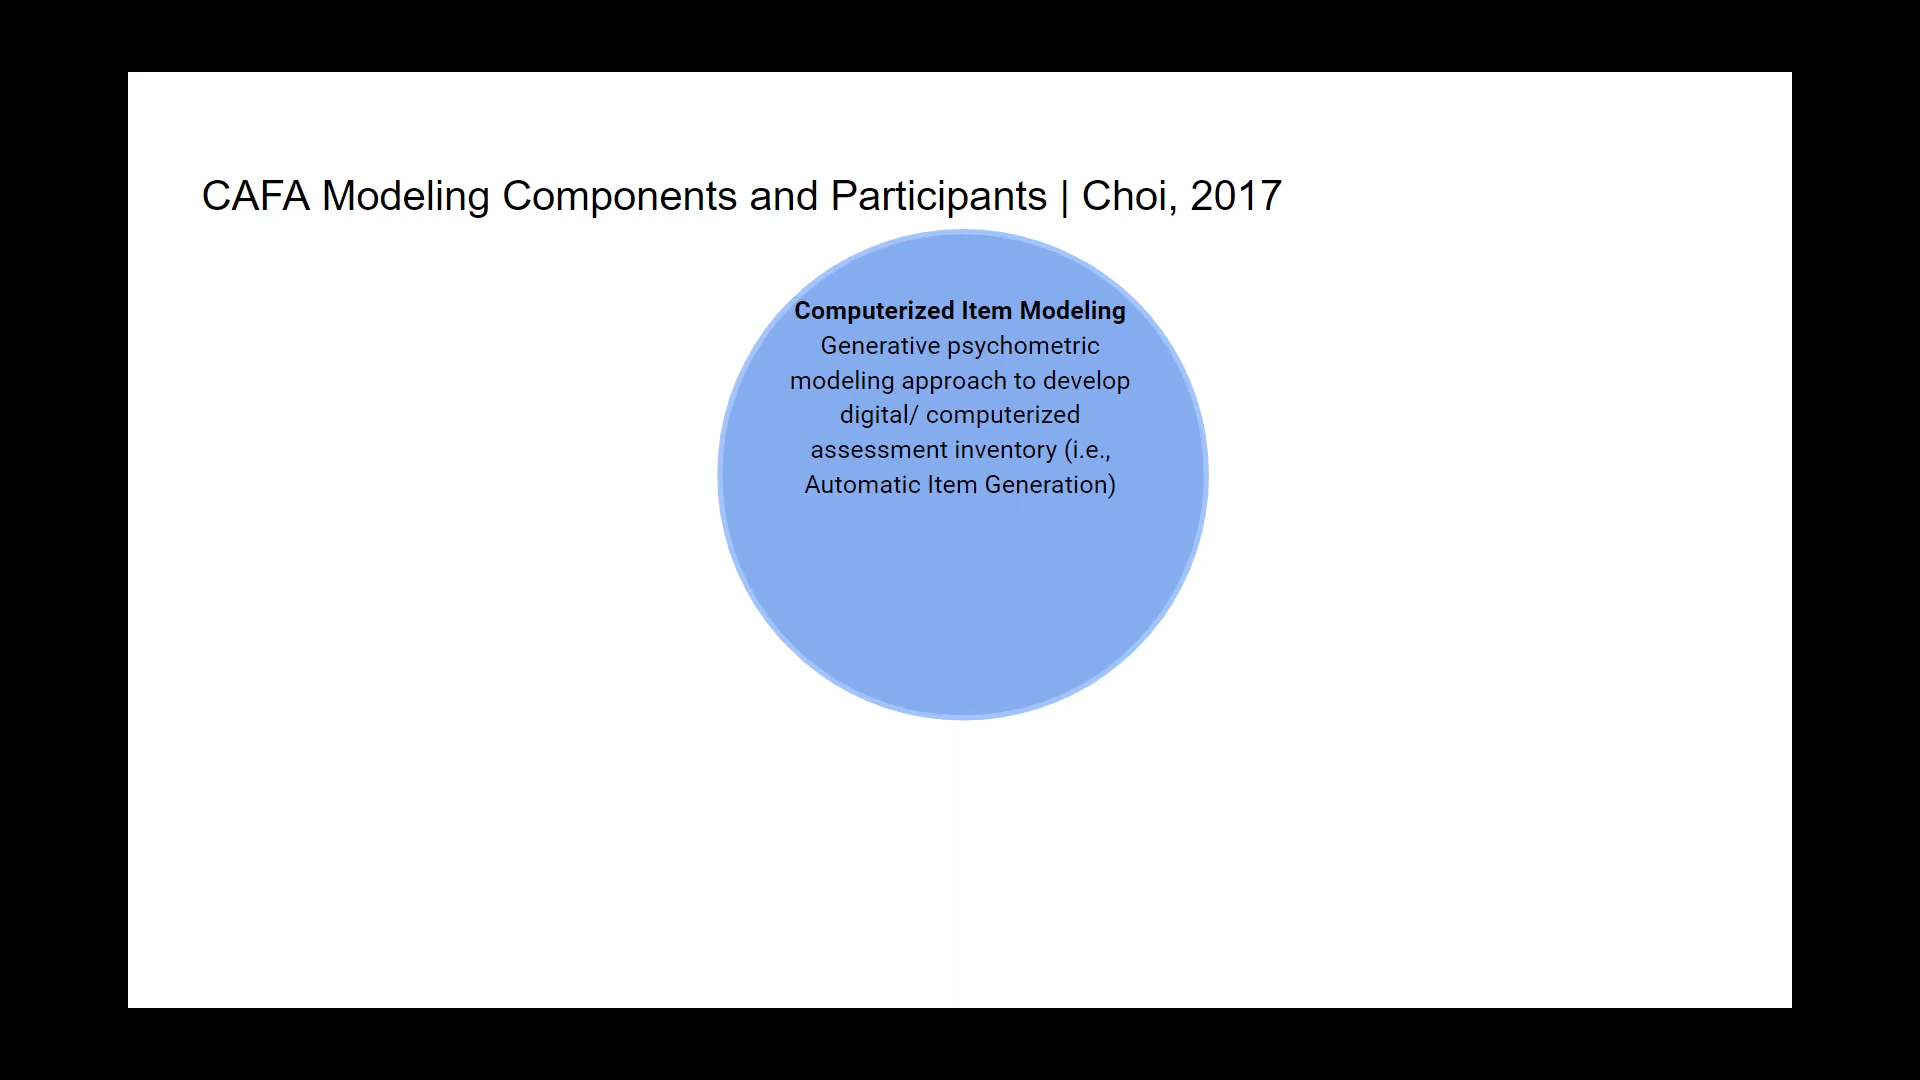 CAFA Modeling Components and Participants | Choi, 2017
Computerized Item Modeling
Generative psychometric
modeling approach to develop
digital/ computerized
assessment inventory (i.e.,
Automatic Item Generation)